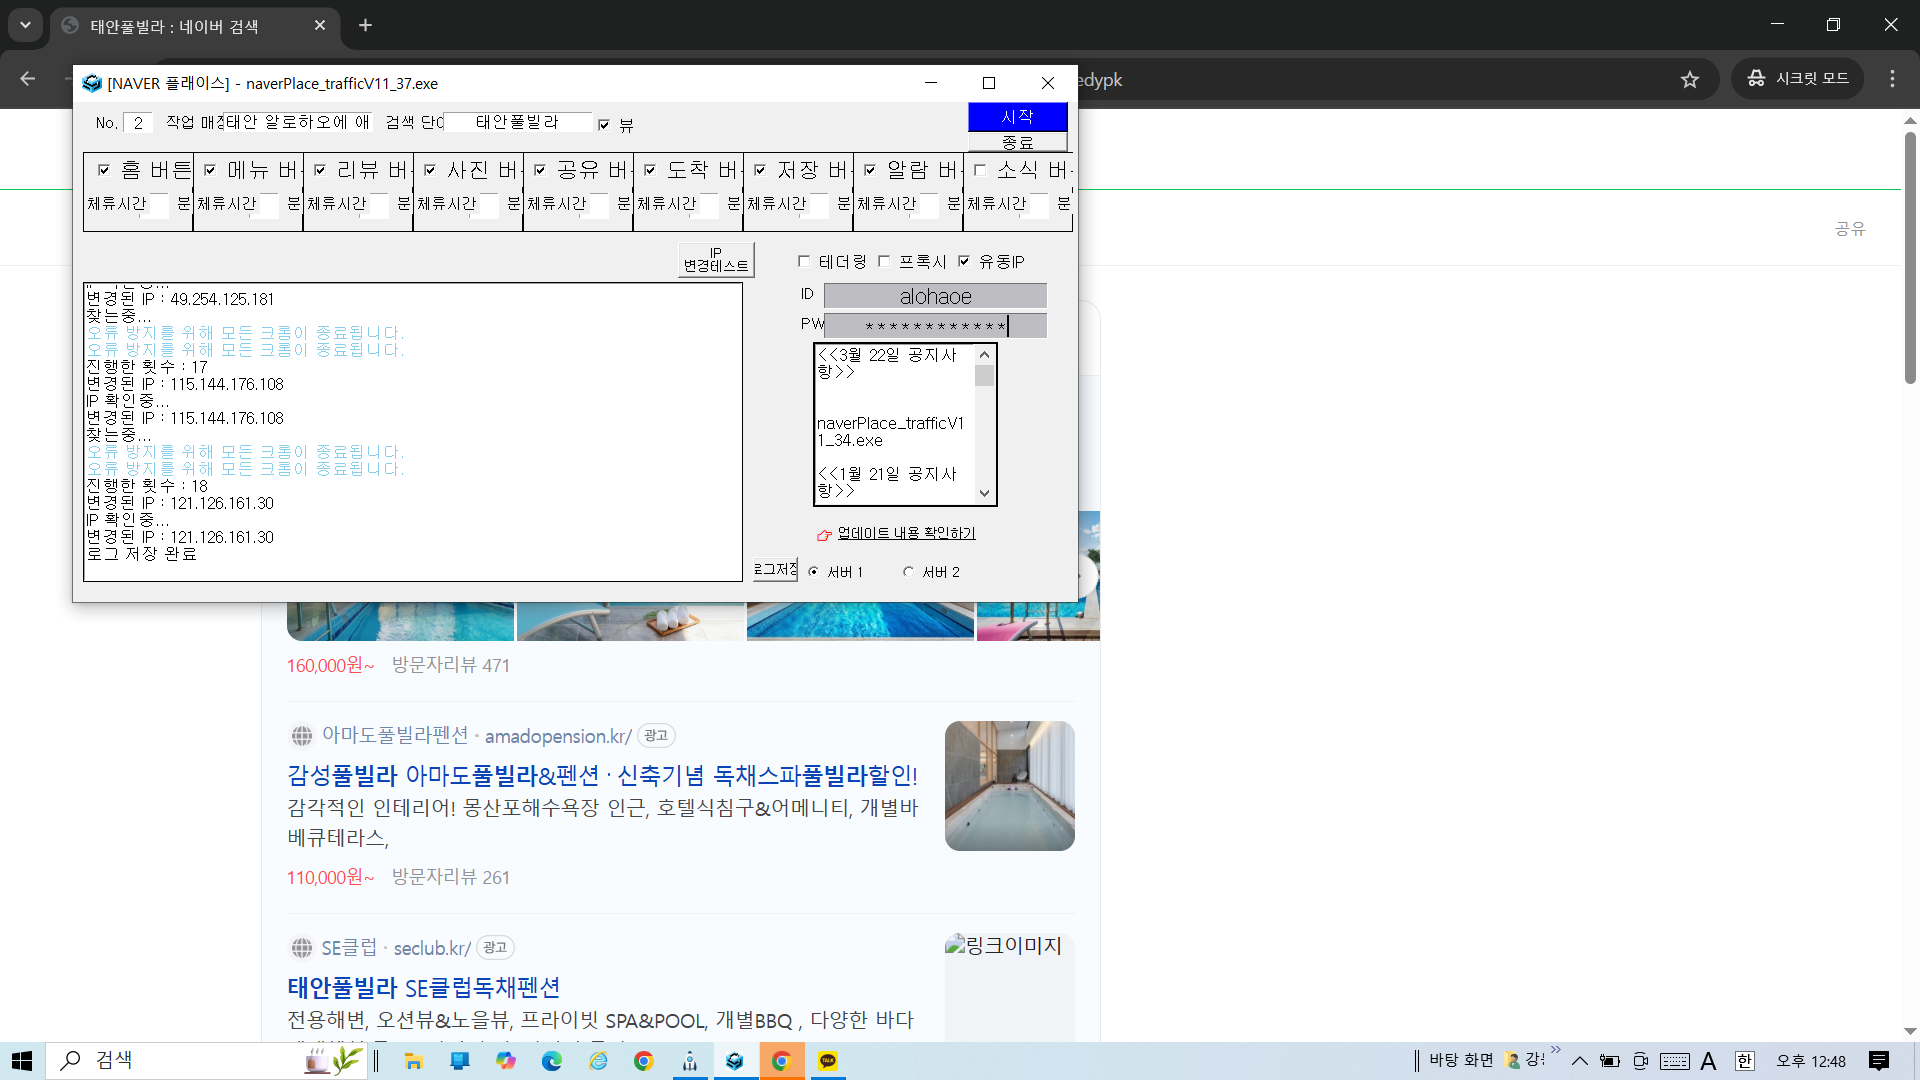 태안풀빌라 : 네이버 검색
edypk
시크릿 모드
[NAVER 플래이스] - naverPlace_trafficV11_37.exe
No. 2 작업 매장 태안 알로하오에 애 검색 단어 태안풀빌라 뷰
시작
종료
홈 버튼 메뉴 버 리뷰 버 사진 버 공유 버 도착 버 저장 버 알람 버 소식 버
체류시간 분 체류시간 분 체류시간 분 체류시간 분 체류시간 분 체류시간 분 체류시간 분 체류시간 분 체류시간 분
IP
변경테스트
테더링 프록시 유동IP
ID alohaoe
PW ************
변경된 IP : 49.254.125.181
찾는중...
오류 방지를 위해 모든 크롬이 종료됩니다.
오류 방지를 위해 모든 크롬이 종료됩니다.
진행한 횟수 : 17
변경된 IP : 115.144.176.108
IP 확인중...
변경된 IP : 115.144.176.108
찾는중...
오류 방지를 위해 모든 크롬이 종료됩니다.
오류 방지를 위해 모든 크롬이 종료됩니다.
진행한 횟수 : 18
변경된 IP : 121.126.161.30
IP 확인중...
변경된 IP : 121.126.161.30
로그 저장 완료
<<3월 22일 공지사
항>>
naverPlace_trafficV1
1_34.exe
<<1월 21일 공지사
항>>
업데이트 내용 확인하기
로그저장 서버 1 서버 2
공유
160,000원~ 방문자리뷰 471
아마도풀빌라펜션 · amadopension.kr/ 광고
감성풀빌라 아마도풀빌라&펜션 · 신축기념 독채스파풀빌라할인!
감각적인 인테리어! 몽산포해수욕장 인근, 호텔식침구&어메니티, 개별바
베큐테라스,
110,000원~ 방문자리뷰 261
SE클럽 · seclub.kr/ 광고
링크이미지
태안풀빌라 SE클럽독채펜션
전용해변, 오션뷰&노을뷰, 프라이빗 SPA&POOL, 개별BBQ , 다양한 바다
검색
바탕 화면
A
한
오후 12:48